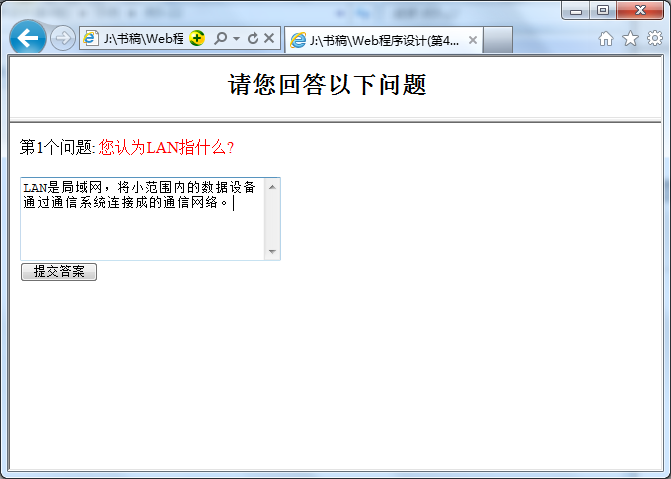 J:\书稿\Web程
J:\书稿\Web程序设计(第4...
请您回答以下问题
第1个问题: 您认为LAN指什么?
LAN是局域网，将小范围内的数据设备
通过通信系统连接成的通信网络。
提交答案